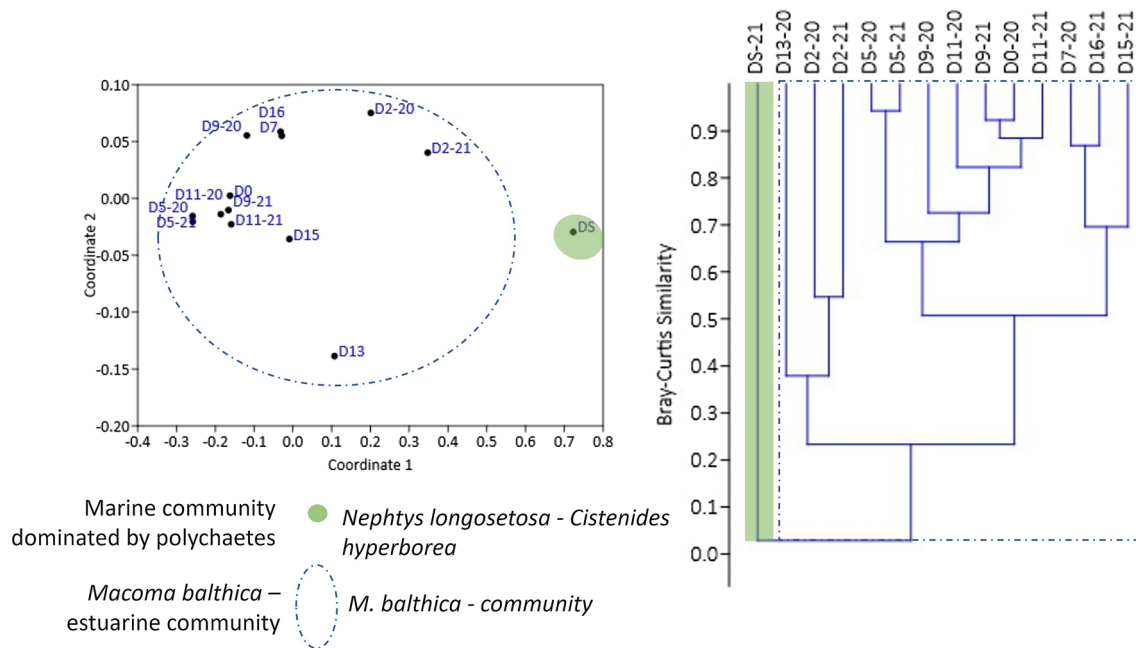 0.10
0.05
0.00
-0.05
-0.10
-0.15
-0.20
Coordinate 2
D16
D7
D9-20
D2-20
D2-21
D11-20
D0
D9-21
D5-20
D5-21
D11-21
D15
DS
D13
-0.4
-0.3
-0.2
-0.1
0.0
0.1
0.2
0.3
0.4
0.5
0.6
0.7
0.8
Coordinate 1
Marine community
dominated by polychaetes
Nephtys longosetosa - Cistenides
hyperborea
Macoma balthica –
estuarine community
M. balthica - community
DS-21
D13-20
D2-20
D2-21
D5-20
D5-21
D9-20
D11-20
D9-21
D0-20
D11-21
D7-20
D16-21
D15-21
0.9
0.8
0.7
0.6
0.5
0.4
0.3
0.2
0.1
0.0
Bray-Curtis Similarity